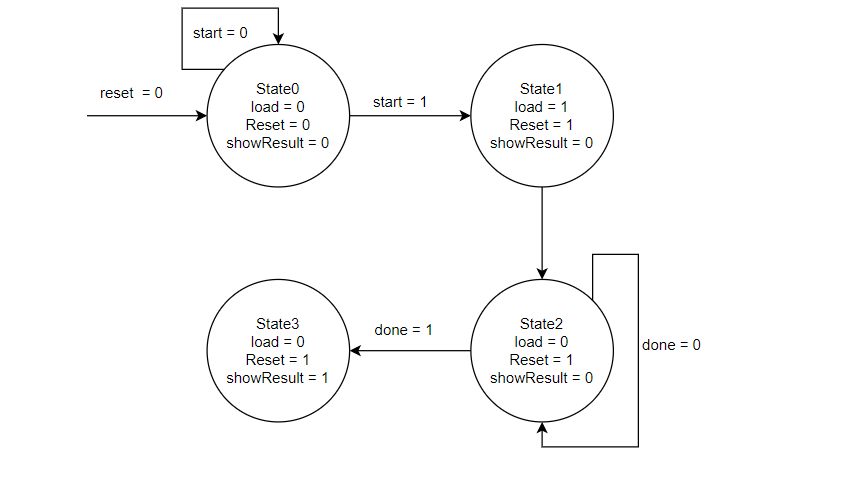 start = 0
reset  = 0
State0
load = 0
Reset = 0
showResult = 0
start = 1
State1
load = 1
Reset = 1
showResult = 0
State3
load = 0
Reset = 1
showResult = 1
done = 1
State2
load = 0
Reset = 1
showResult = 0
done = 0